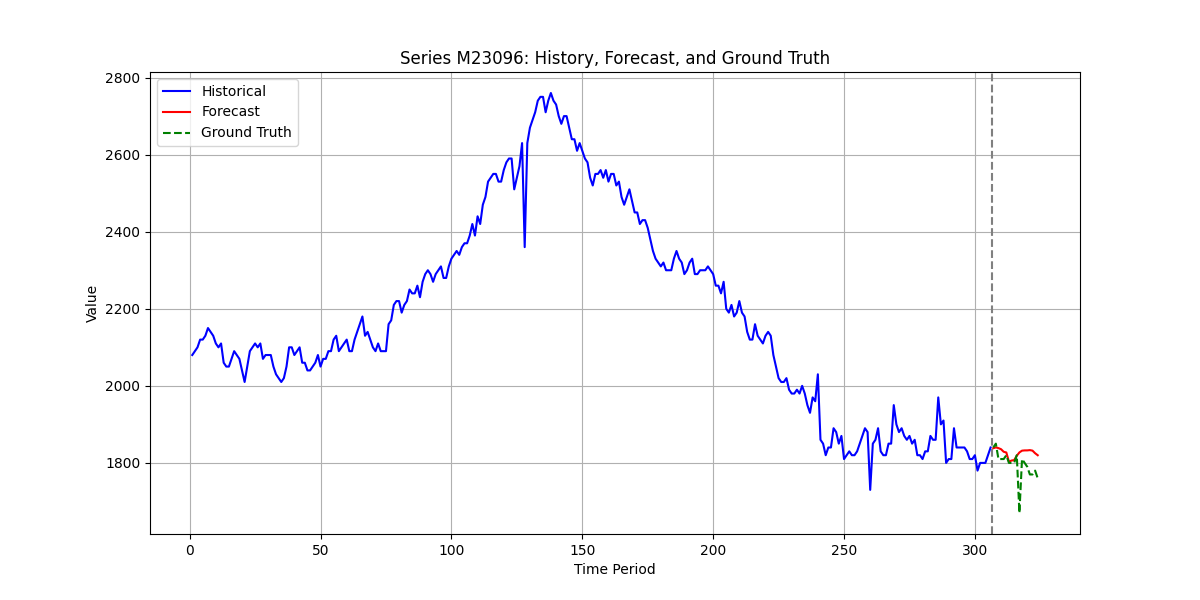 Series M23096: History, Forecast, and Ground Truth
Historical
Forecast
Ground Truth
2800
2600
2400
2200
2000
1800
Value
0 50 100 150 200 250 300
Time Period